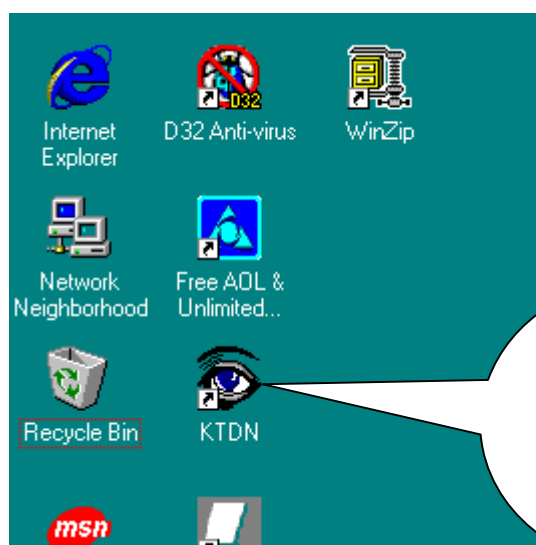 Internet
Explorer
D32
D32 Anti-virus
WinZip
Network
Neighborhood
Free AOL &
Unlimited...
Recycle Bin
KTDN
msn